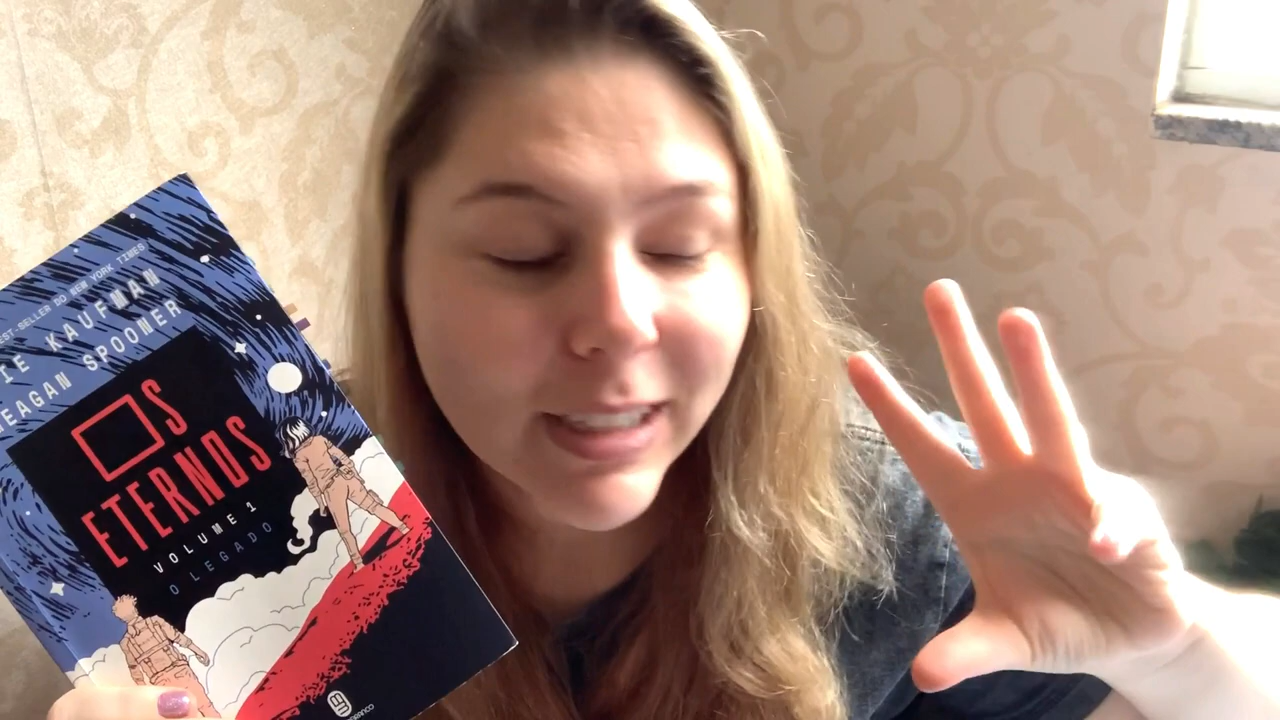 EST-SELLER DO NEW YORK TIMES
IE KAUFMAN
MEAGAN SPOONER
OS
ETERNOS
VOLUME 1
O LEGADO